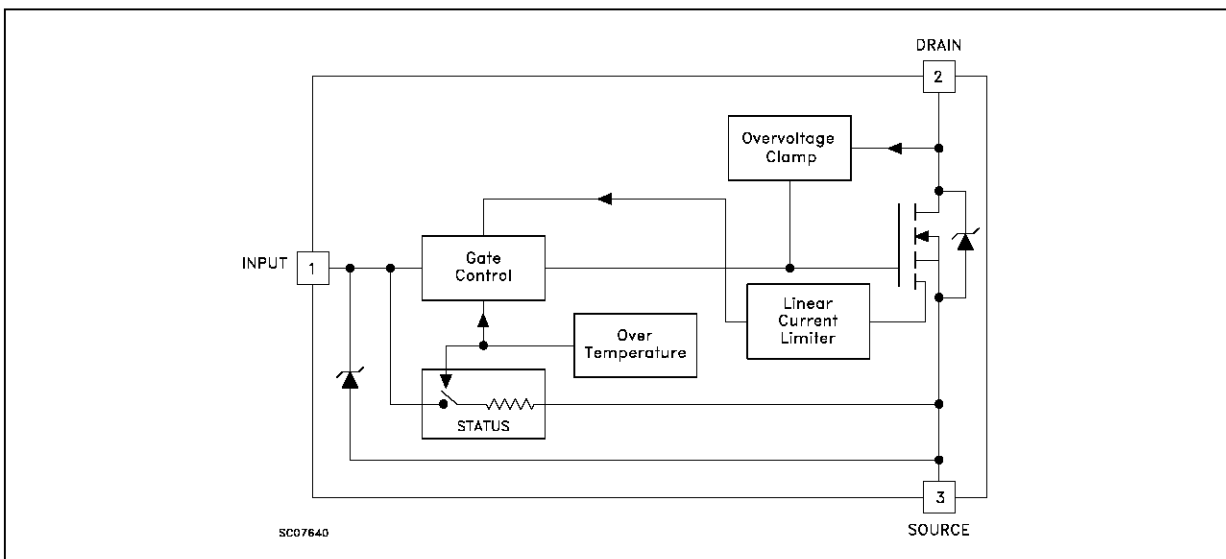 DRAIN
2
Overvoltage
Clamp
INPUT
1
Gate
Control
Linear
Current
Limiter
Over
Temperature
STATUS
3
SC07640
SOURCE